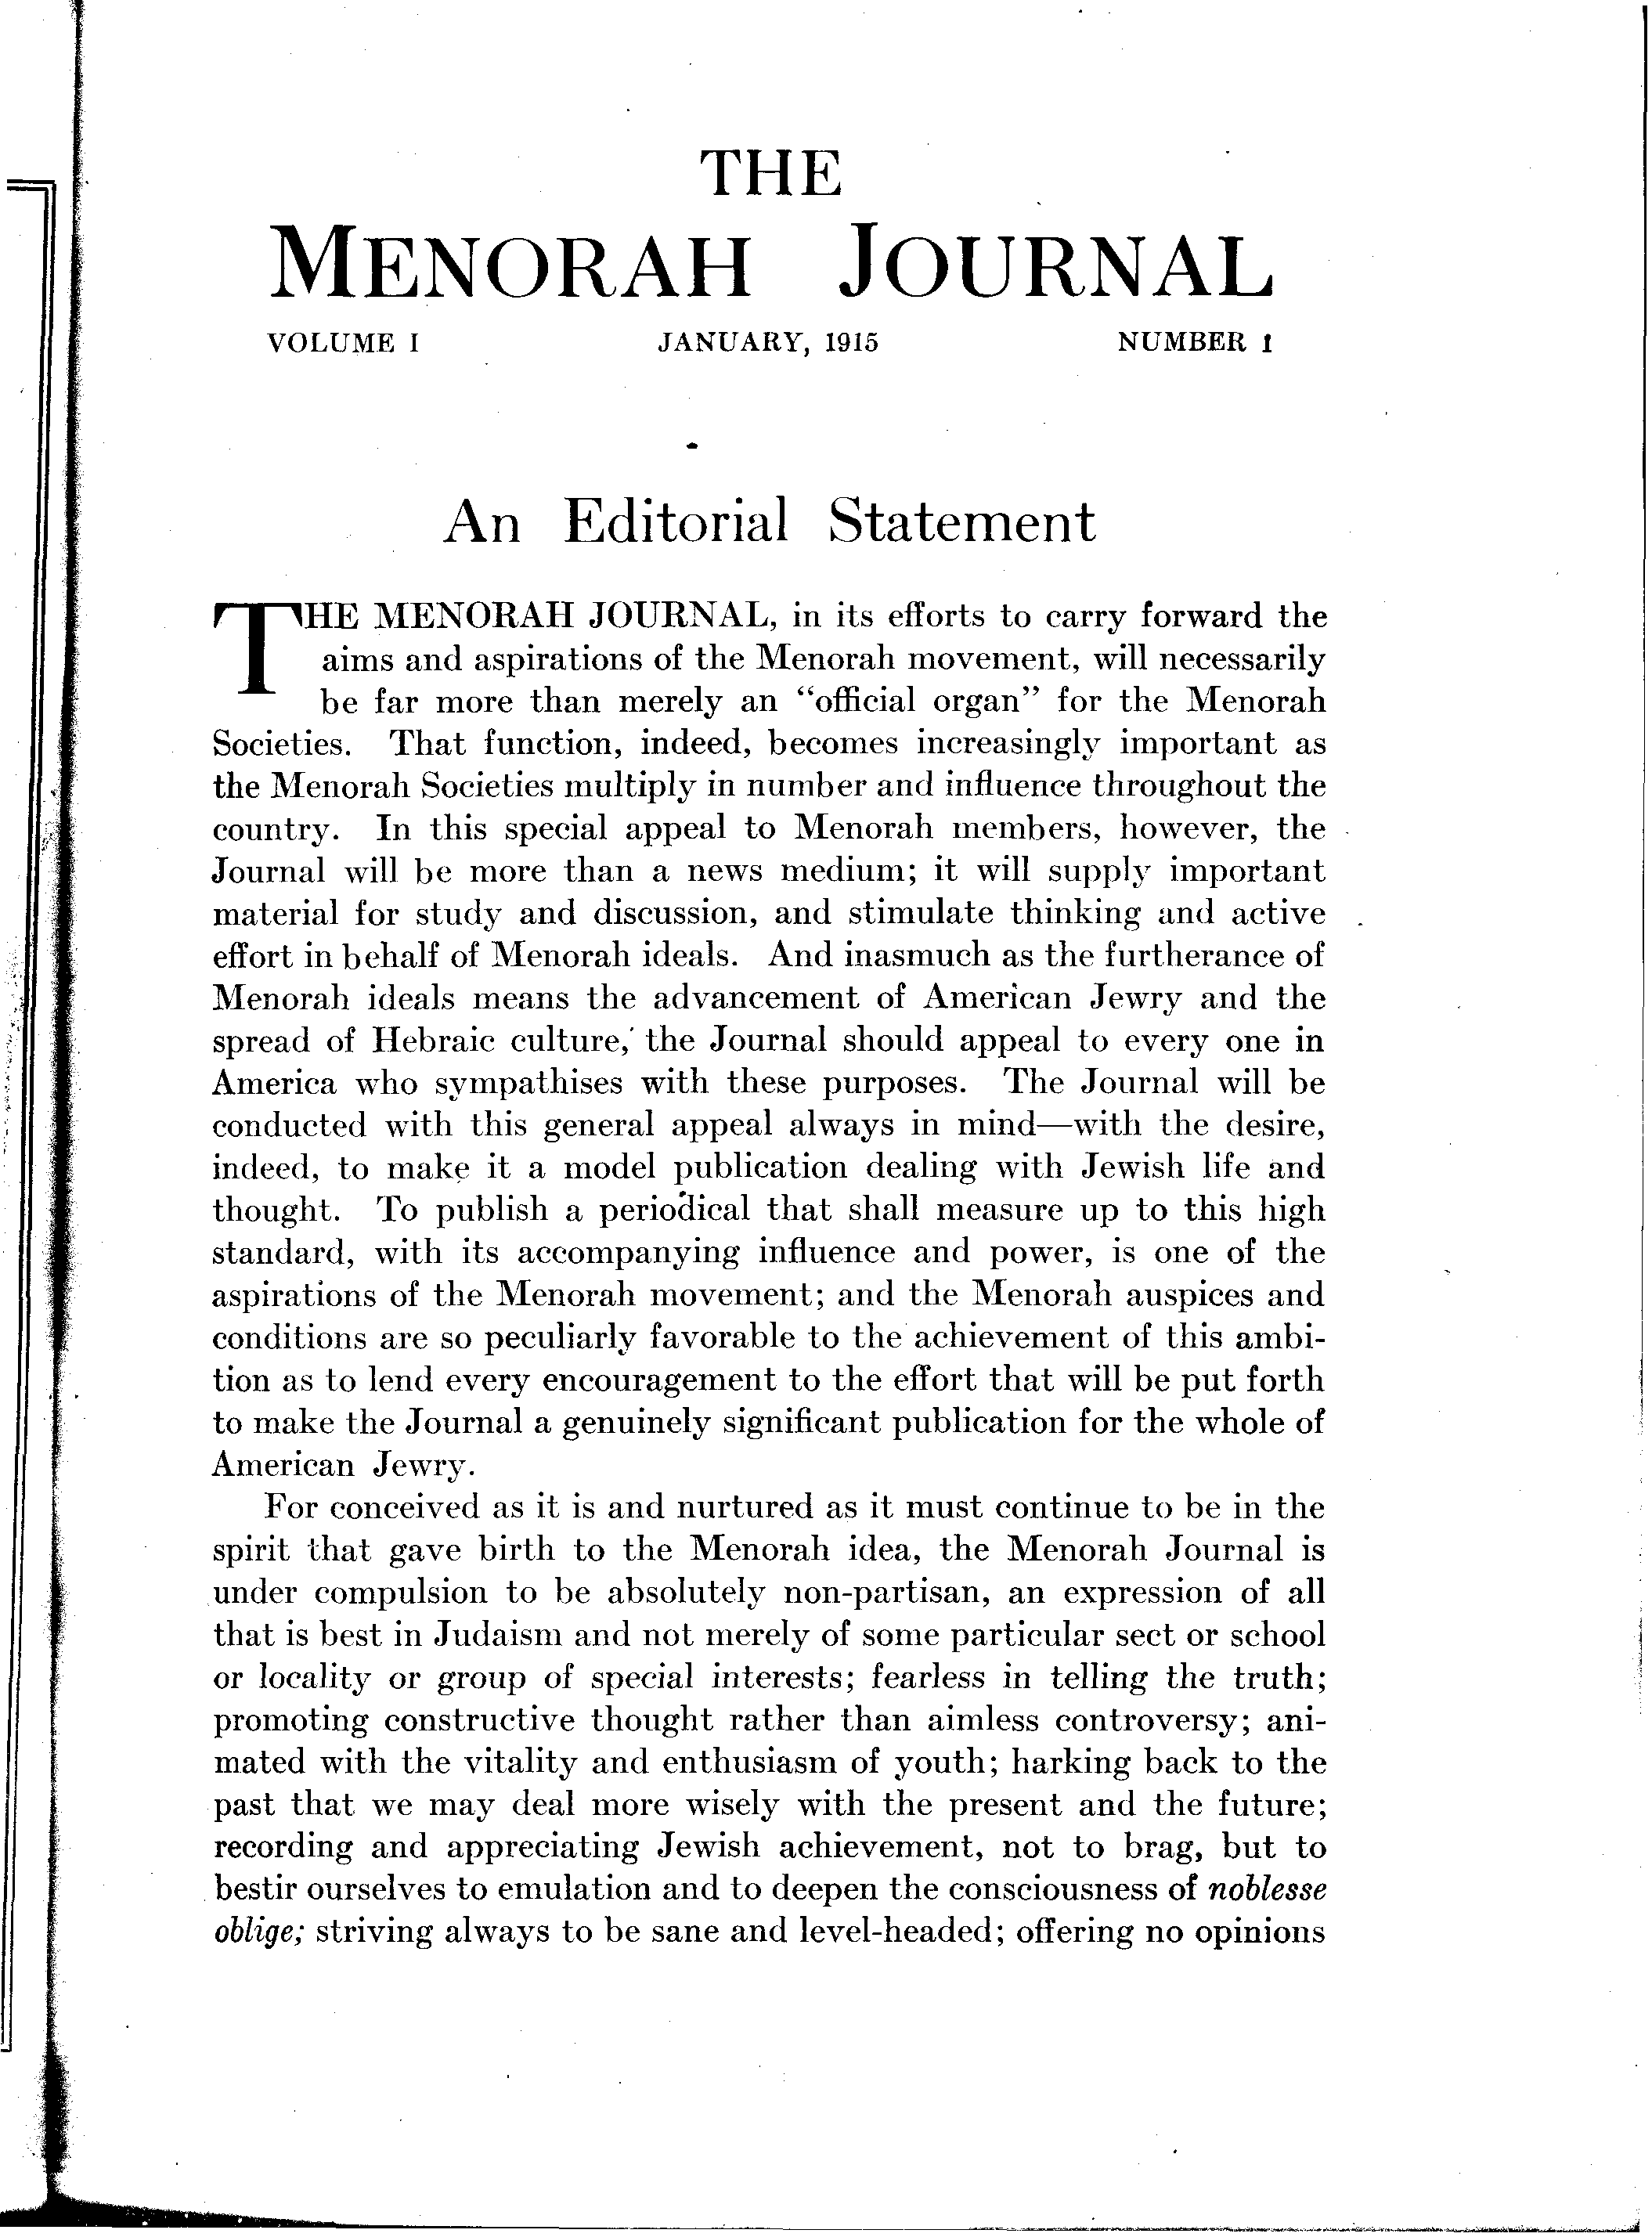 THE
MENORAH JOURNAL
VOLUME I JANUARY, 1915 NUMBER 1
An Editorial Statement
THE MENORAH JOURNAL, in its efforts to carry forward the
aims and aspirations of the Menorah movement, will necessarily
be far more than merely an “official organ” for the Menorah
Societies. That function, indeed, becomes increasingly important as
the Menorah Societies multiply in number and influence throughout the
country. In this special appeal to Menorah members, however, the
Journal will be more than a news medium; it will supply important
material for study and discussion, and stimulate thinking and active
effort in behalf of Menorah ideals. And inasmuch as the furtherance of
Menorah ideals means the advancement of American Jewry and the
spread of Hebraic culture, the Journal should appeal to every one in
America who sympathises with these purposes. The Journal will be
conducted with this general appeal always in mind—with the desire,
indeed, to make it a model publication dealing with Jewish life and
thought. To publish a periodical that shall measure up to this high
standard, with its accompanying influence and power, is one of the
aspirations of the Menorah movement; and the Menorah auspices and
conditions are so peculiarly favorable to the achievement of this ambi-
tion as to lend every encouragement to the effort that will be put forth
to make the Journal a genuinely significant publication for the whole of
American Jewry.
For conceived as it is and nurtured as it must continue to be in the
spirit that gave birth to the Menorah idea, the Menorah Journal is
under compulsion to be absolutely non-partisan, an expression of all
that is best in Judaism and not merely of some particular sect or school
or locality or group of special interests; fearless in telling the truth;
promoting constructive thought rather than aimless controversy; ani-
mated with the vitality and enthusiasm of youth; harking back to the
past that we may deal more wisely with the present and the future;
recording and appreciating Jewish achievement, not to brag, but to
bestir ourselves to emulation and to deepen the consciousness of noblesse
oblige; striving always to be sane and level-headed; offering no opinions